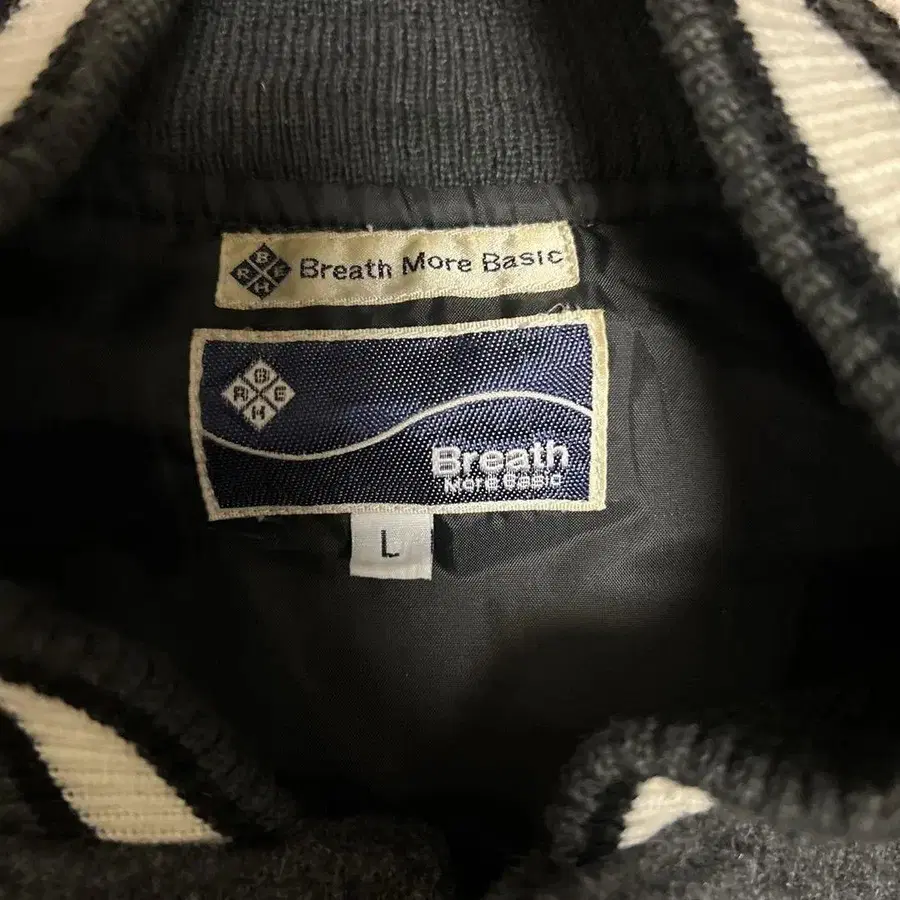 B
R E
H
Breath More Basic
B
R E
H
Breath
More Basic
L